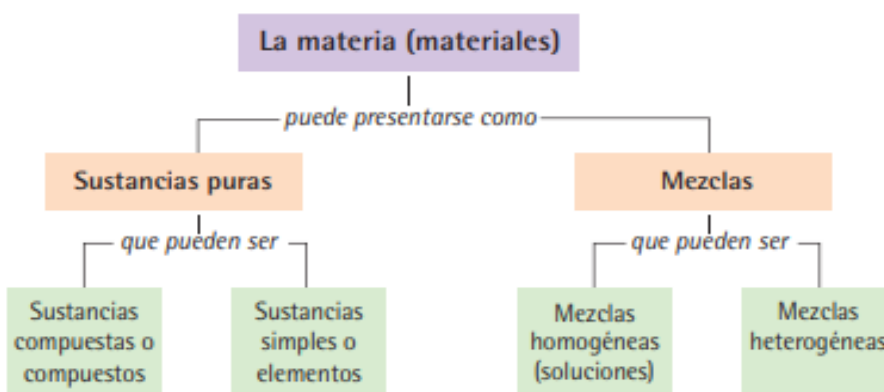 La materia (materiales)
puede presentarse como
Sustancias puras
Mezclas
que pueden ser
que pueden ser
Sustancias
compuestas o
compuestos
Sustancias
simples o
elementos
Mezclas
homogéneas
(soluciones)
Mezclas
heterogéneas